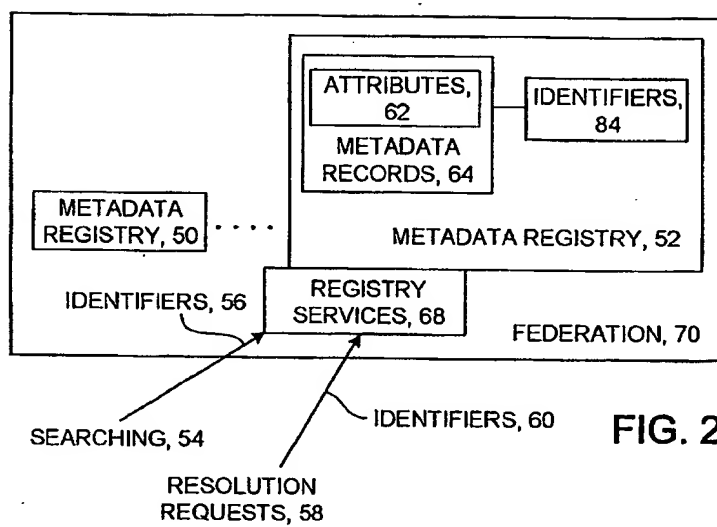 ATTRIBUTES,
62
METADATA
RECORDS, 64
IDENTIFIERS,
84
METADATA
REGISTRY, 50
METADATA REGISTRY, 52
IDENTIFIERS, 56
REGISTRY
SERVICES, 68
FEDERATION, 70
SEARCHING, 54
IDENTIFIERS, 60
FIG. 2
RESOLUTION
REQUESTS, 58